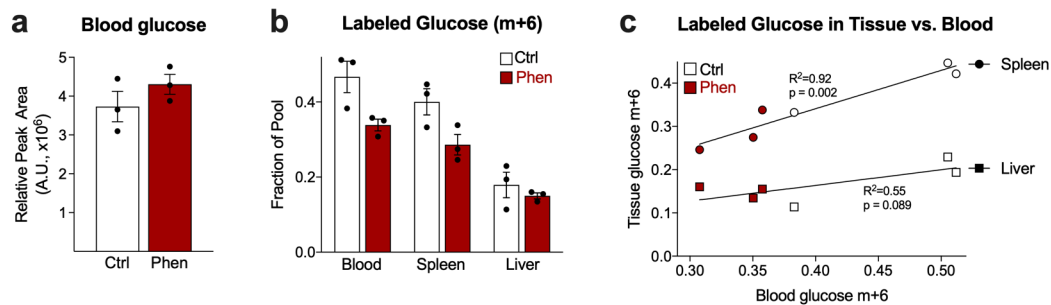 a
Blood glucose
Relative Peak Area
(A.U., x10⁶)
5
4
3
2
1
Ctrl Phen
b
Labeled Glucose (m+6)
Ctrl
Phen
Fraction of Pool
0.4
0.2
0.0
Blood Spleen Liver
c
Labeled Glucose in Tissue vs. Blood
Ctrl
Phen
Tissue glucose m+6
0.4
0.3
0.2
0.1
0.0
R²=0.92
p = 0.002
Spleen
R²=0.55
p = 0.089
Liver
0.30 0.35 0.40 0.45 0.50
Blood glucose m+6